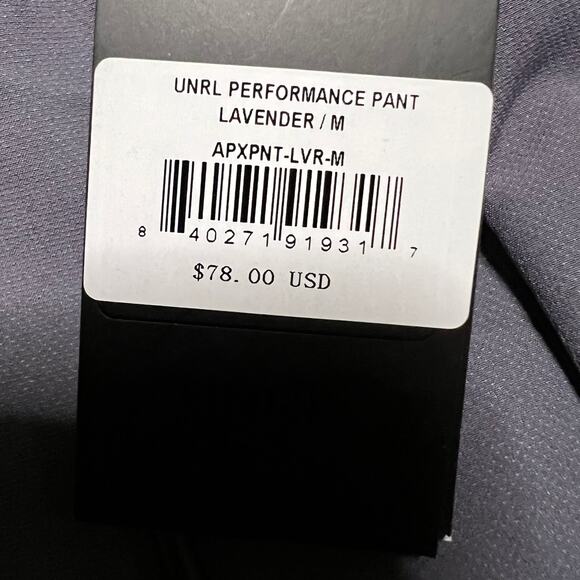 UNRL PERFORMANCE PANT
LAVENDER / M
APXPNT-LVR-M
8 40271 91931 7
$78.00 USD